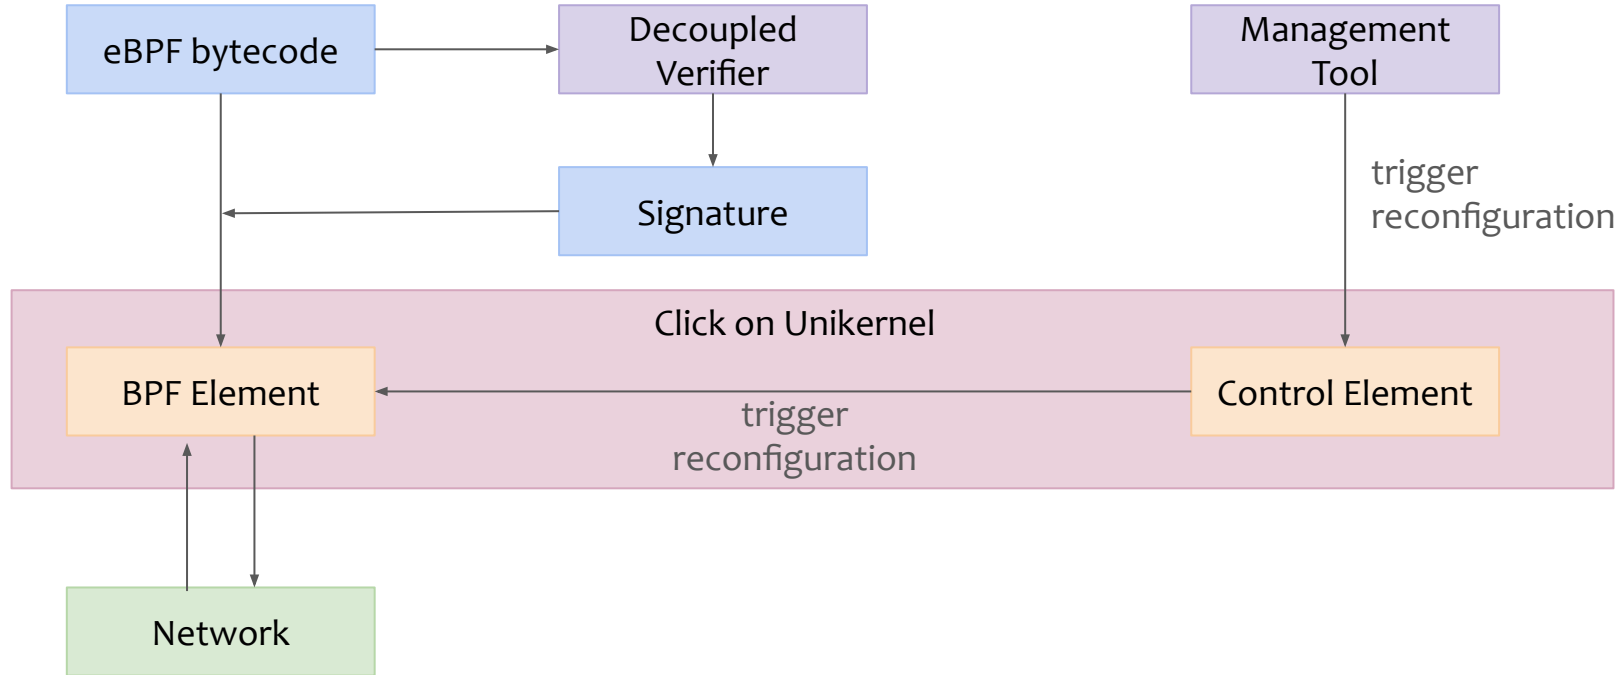 eBPF bytecode
Decoupled
Verifier
Management
Tool
Signature
trigger
reconfiguration
Click on Unikernel
BPF Element
Control Element
trigger
reconfiguration
Network